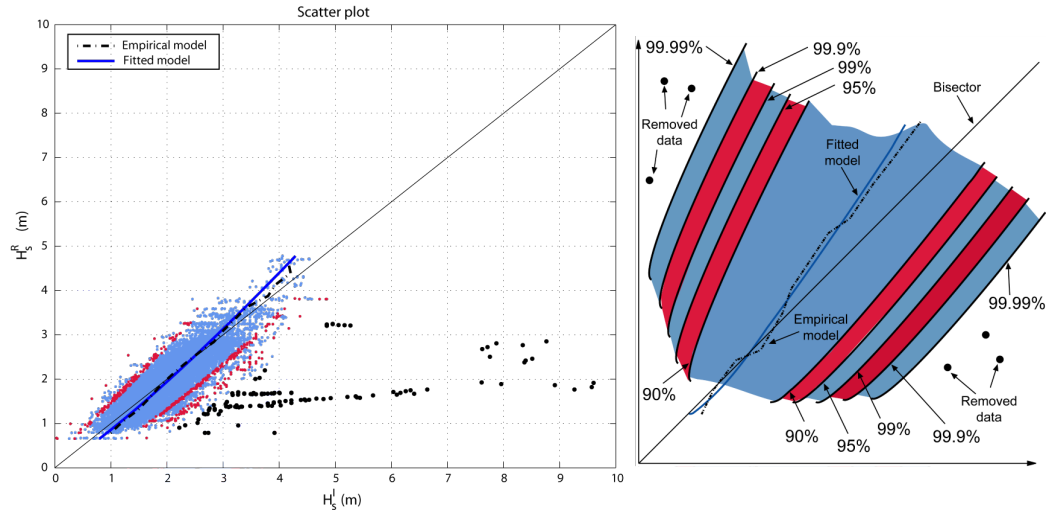 Scatter plot
10
9
8
7
6
5
4
3
2
1
0
H_s^R (m)
Empirical model
Fitted model
0 1 2 3 4 5 6 7 8 9 10
H_s^I (m)
99.99%
99.9%
99%
95%
Bisector
Removed
data
Fitted
model
Empirical
model
99.99%
90%
Removed
data
90%
95%
99%
99.9%